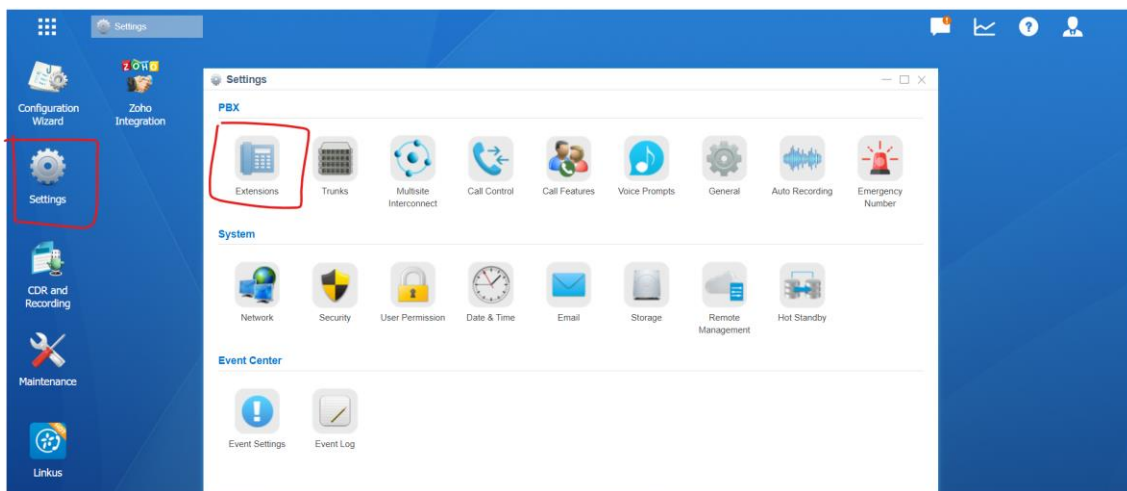 Settings
Configuration
Wizard
ZOHO
Zoho
Integration
Settings
CDR and
Recording
Maintenance
Linkus
Settings
PBX
Extensions
Trunks
Multisite
Interconnect
Call Control
Call Features
Voice Prompts
General
Auto Recording
Emergency
Number
System
Network
Security
User Permission
Date & Time
Email
Storage
Remote
Management
Hot Standby
Event Center
Event Settings
Event Log